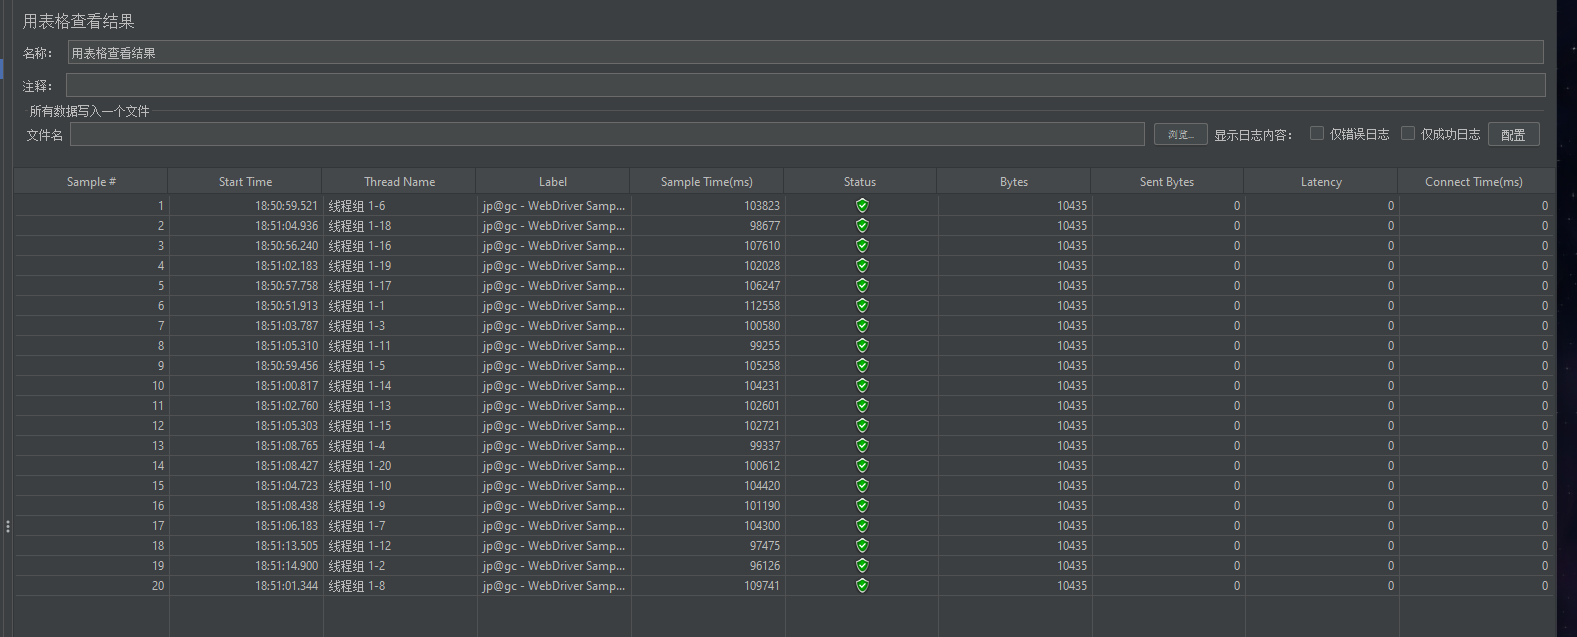 用表格查看结果
名称： 用表格查看结果
注释：
所有数据写入一个文件
文件名 浏览... 显示日志内容： 仅错误日志 仅成功日志 配置
Sample # Start Time Thread Name Label Sample Time(ms) Status Bytes Sent Bytes Latency Connect Time(ms)
1 18:50:59.521 线程组 1-6 jp@gc - WebDriver Samp... 103823 10435 0 0 0
2 18:51:04.936 线程组 1-18 jp@gc - WebDriver Samp... 98677 10435 0 0 0
3 18:50:56.240 线程组 1-16 jp@gc - WebDriver Samp... 107610 10435 0 0 0
4 18:51:02.183 线程组 1-19 jp@gc - WebDriver Samp... 102028 10435 0 0 0
5 18:50:57.758 线程组 1-17 jp@gc - WebDriver Samp... 106247 10435 0 0 0
6 18:50:51.913 线程组 1-1 jp@gc - WebDriver Samp... 112558 10435 0 0 0
7 18:51:03.787 线程组 1-3 jp@gc - WebDriver Samp... 100580 10435 0 0 0
8 18:51:05.310 线程组 1-11 jp@gc - WebDriver Samp... 99255 10435 0 0 0
9 18:50:59.456 线程组 1-5 jp@gc - WebDriver Samp... 105258 10435 0 0 0
10 18:51:00.817 线程组 1-14 jp@gc - WebDriver Samp... 104231 10435 0 0 0
11 18:51:02.760 线程组 1-13 jp@gc - WebDriver Samp... 102601 10435 0 0 0
12 18:51:05.303 线程组 1-15 jp@gc - WebDriver Samp... 102721 10435 0 0 0
13 18:51:08.765 线程组 1-4 jp@gc - WebDriver Samp... 99337 10435 0 0 0
14 18:51:08.427 线程组 1-20 jp@gc - WebDriver Samp... 100612 10435 0 0 0
15 18:51:04.723 线程组 1-10 jp@gc - WebDriver Samp... 104420 10435 0 0 0
16 18:51:08.438 线程组 1-9 jp@gc - WebDriver Samp... 101190 10435 0 0 0
17 18:51:06.183 线程组 1-7 jp@gc - WebDriver Samp... 104300 10435 0 0 0
18 18:51:13.505 线程组 1-12 jp@gc - WebDriver Samp... 97475 10435 0 0 0
19 18:51:14.900 线程组 1-2 jp@gc - WebDriver Samp... 96126 10435 0 0 0
20 18:51:01.344 线程组 1-8 jp@gc - WebDriver Samp... 109741 10435 0 0 0